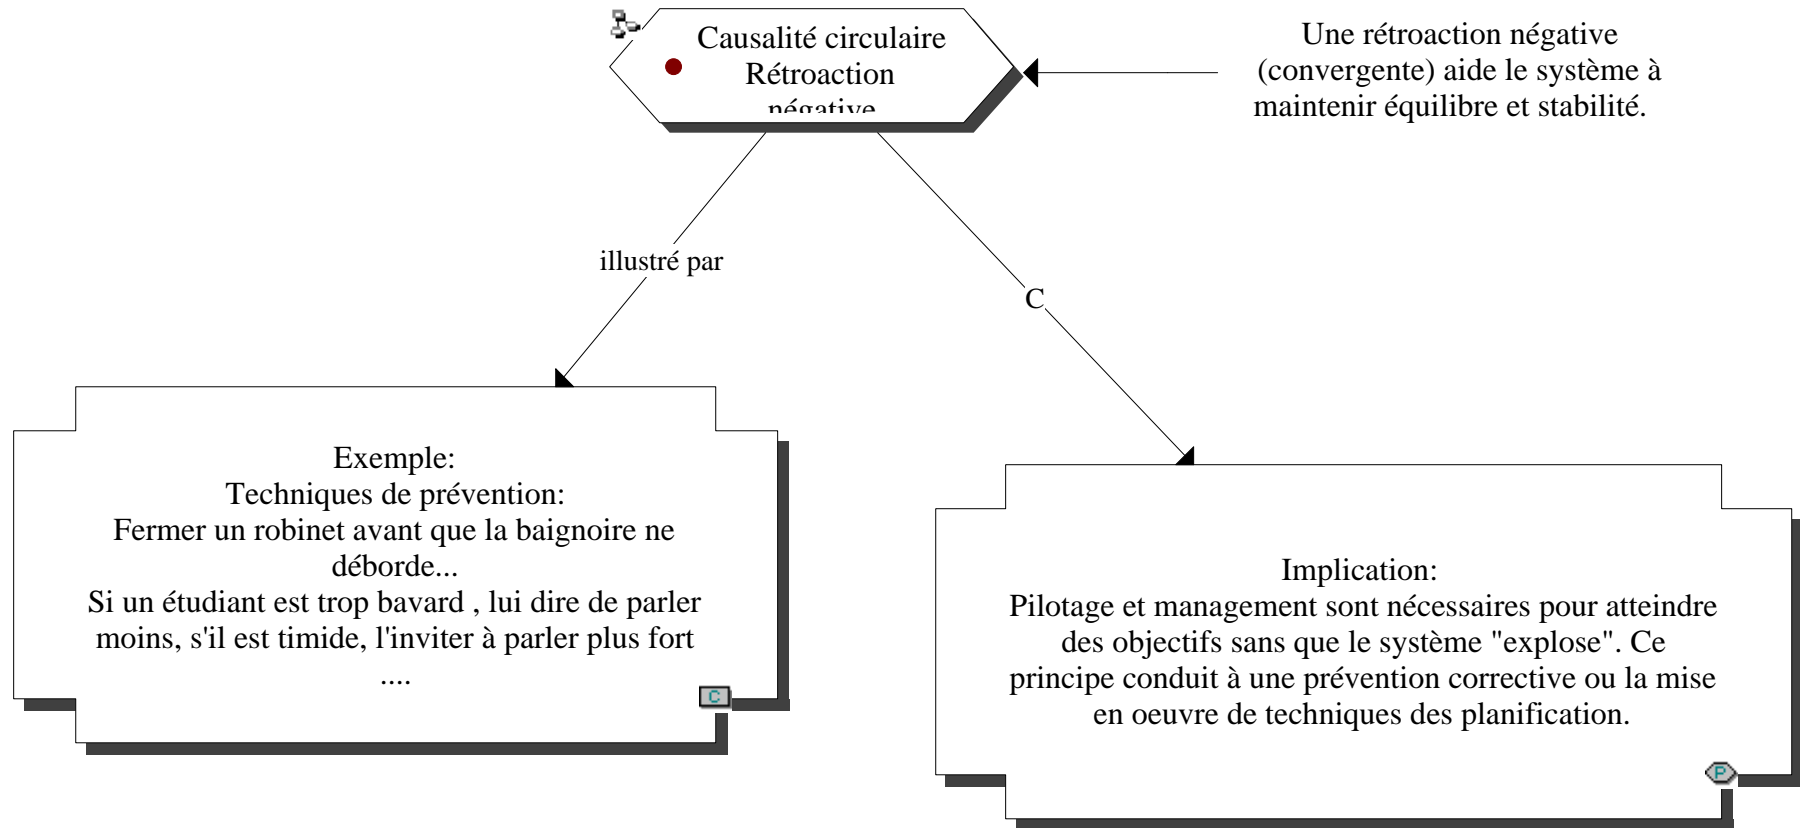 Causalité circulaire
Rétroaction
négative
Une rétroaction négative
(convergente) aide le système à
maintenir équilibre et stabilité.
illustré par
C
Exemple:
Techniques de prévention:
Fermer un robinet avant que la baignoire ne
déborde...
Si un étudiant est trop bavard , lui dire de parler
moins, s'il est timide, l'inviter à parler plus fort
....
C
Implication:
Pilotage et management sont nécessaires pour atteindre
des objectifs sans que le système "explose". Ce
principe conduit à une prévention corrective ou la mise
en oeuvre de techniques des planification.
P